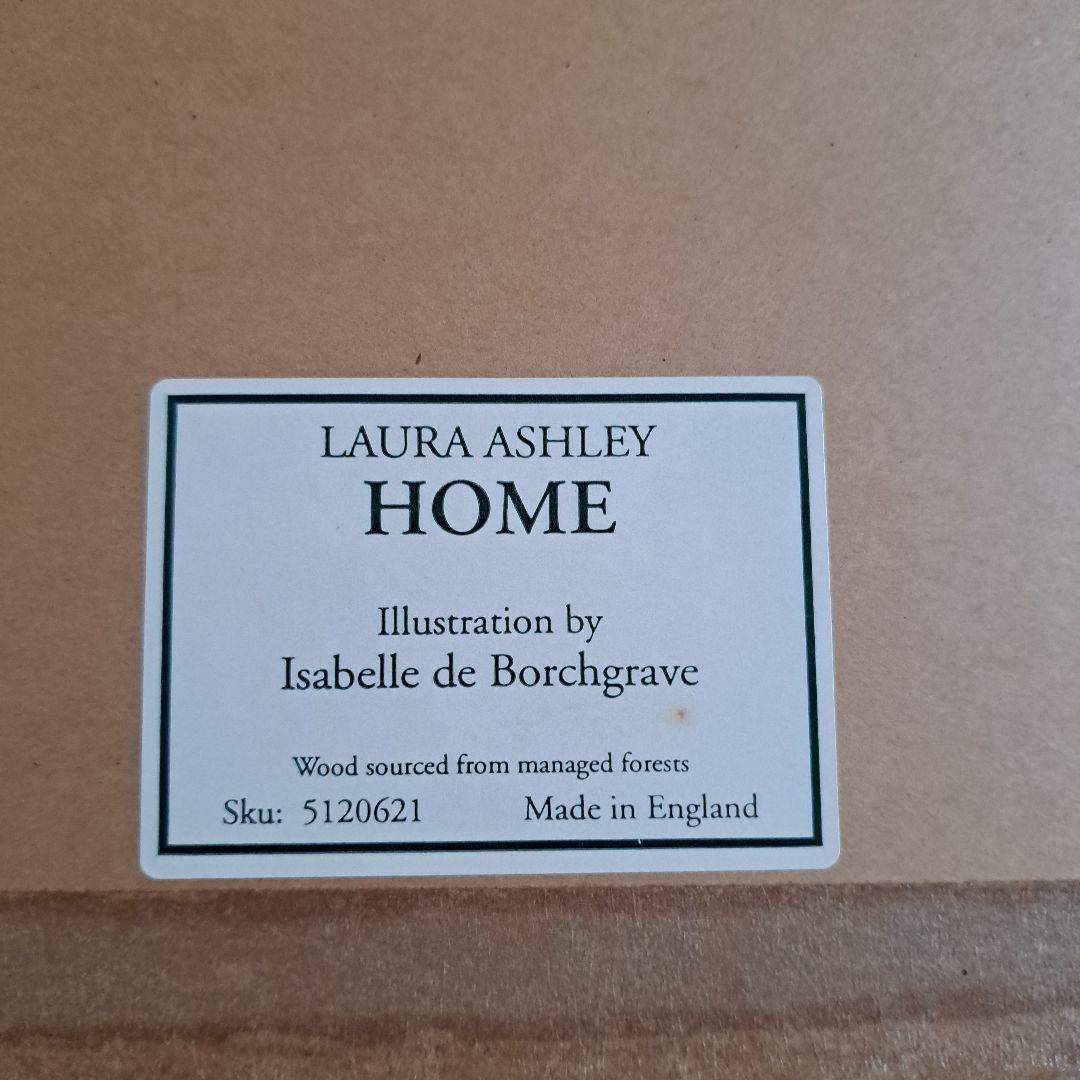 LAURA ASHLEY
HOME
Illustration by
Isabelle de Borchgrave
Wood sourced from managed forests
Sku: 5120621 Made in England